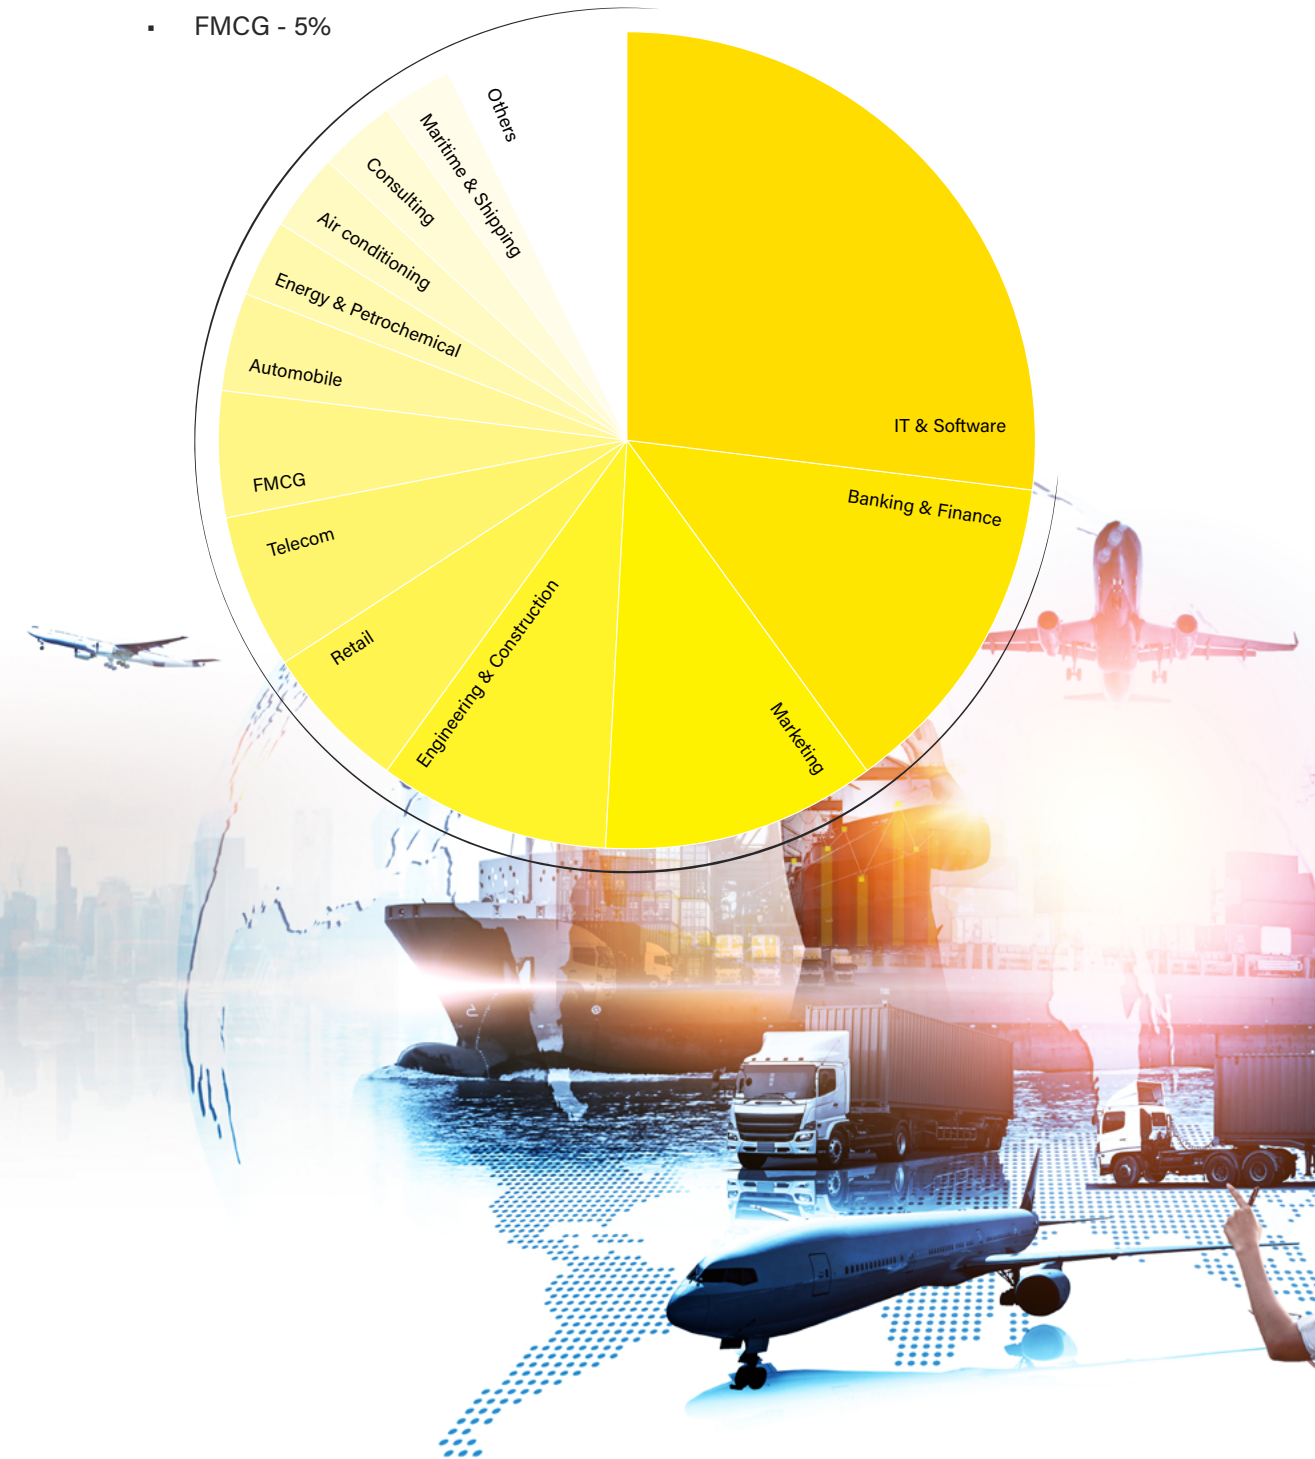 ▪ FMCG - 5%
Others
Maritime & Shipping
Consulting
Air conditioning
Energy & Petrochemical
Automobile
FMCG
Telecom
Retail
Engineering & Construction
Marketing
Banking & Finance
IT & Software